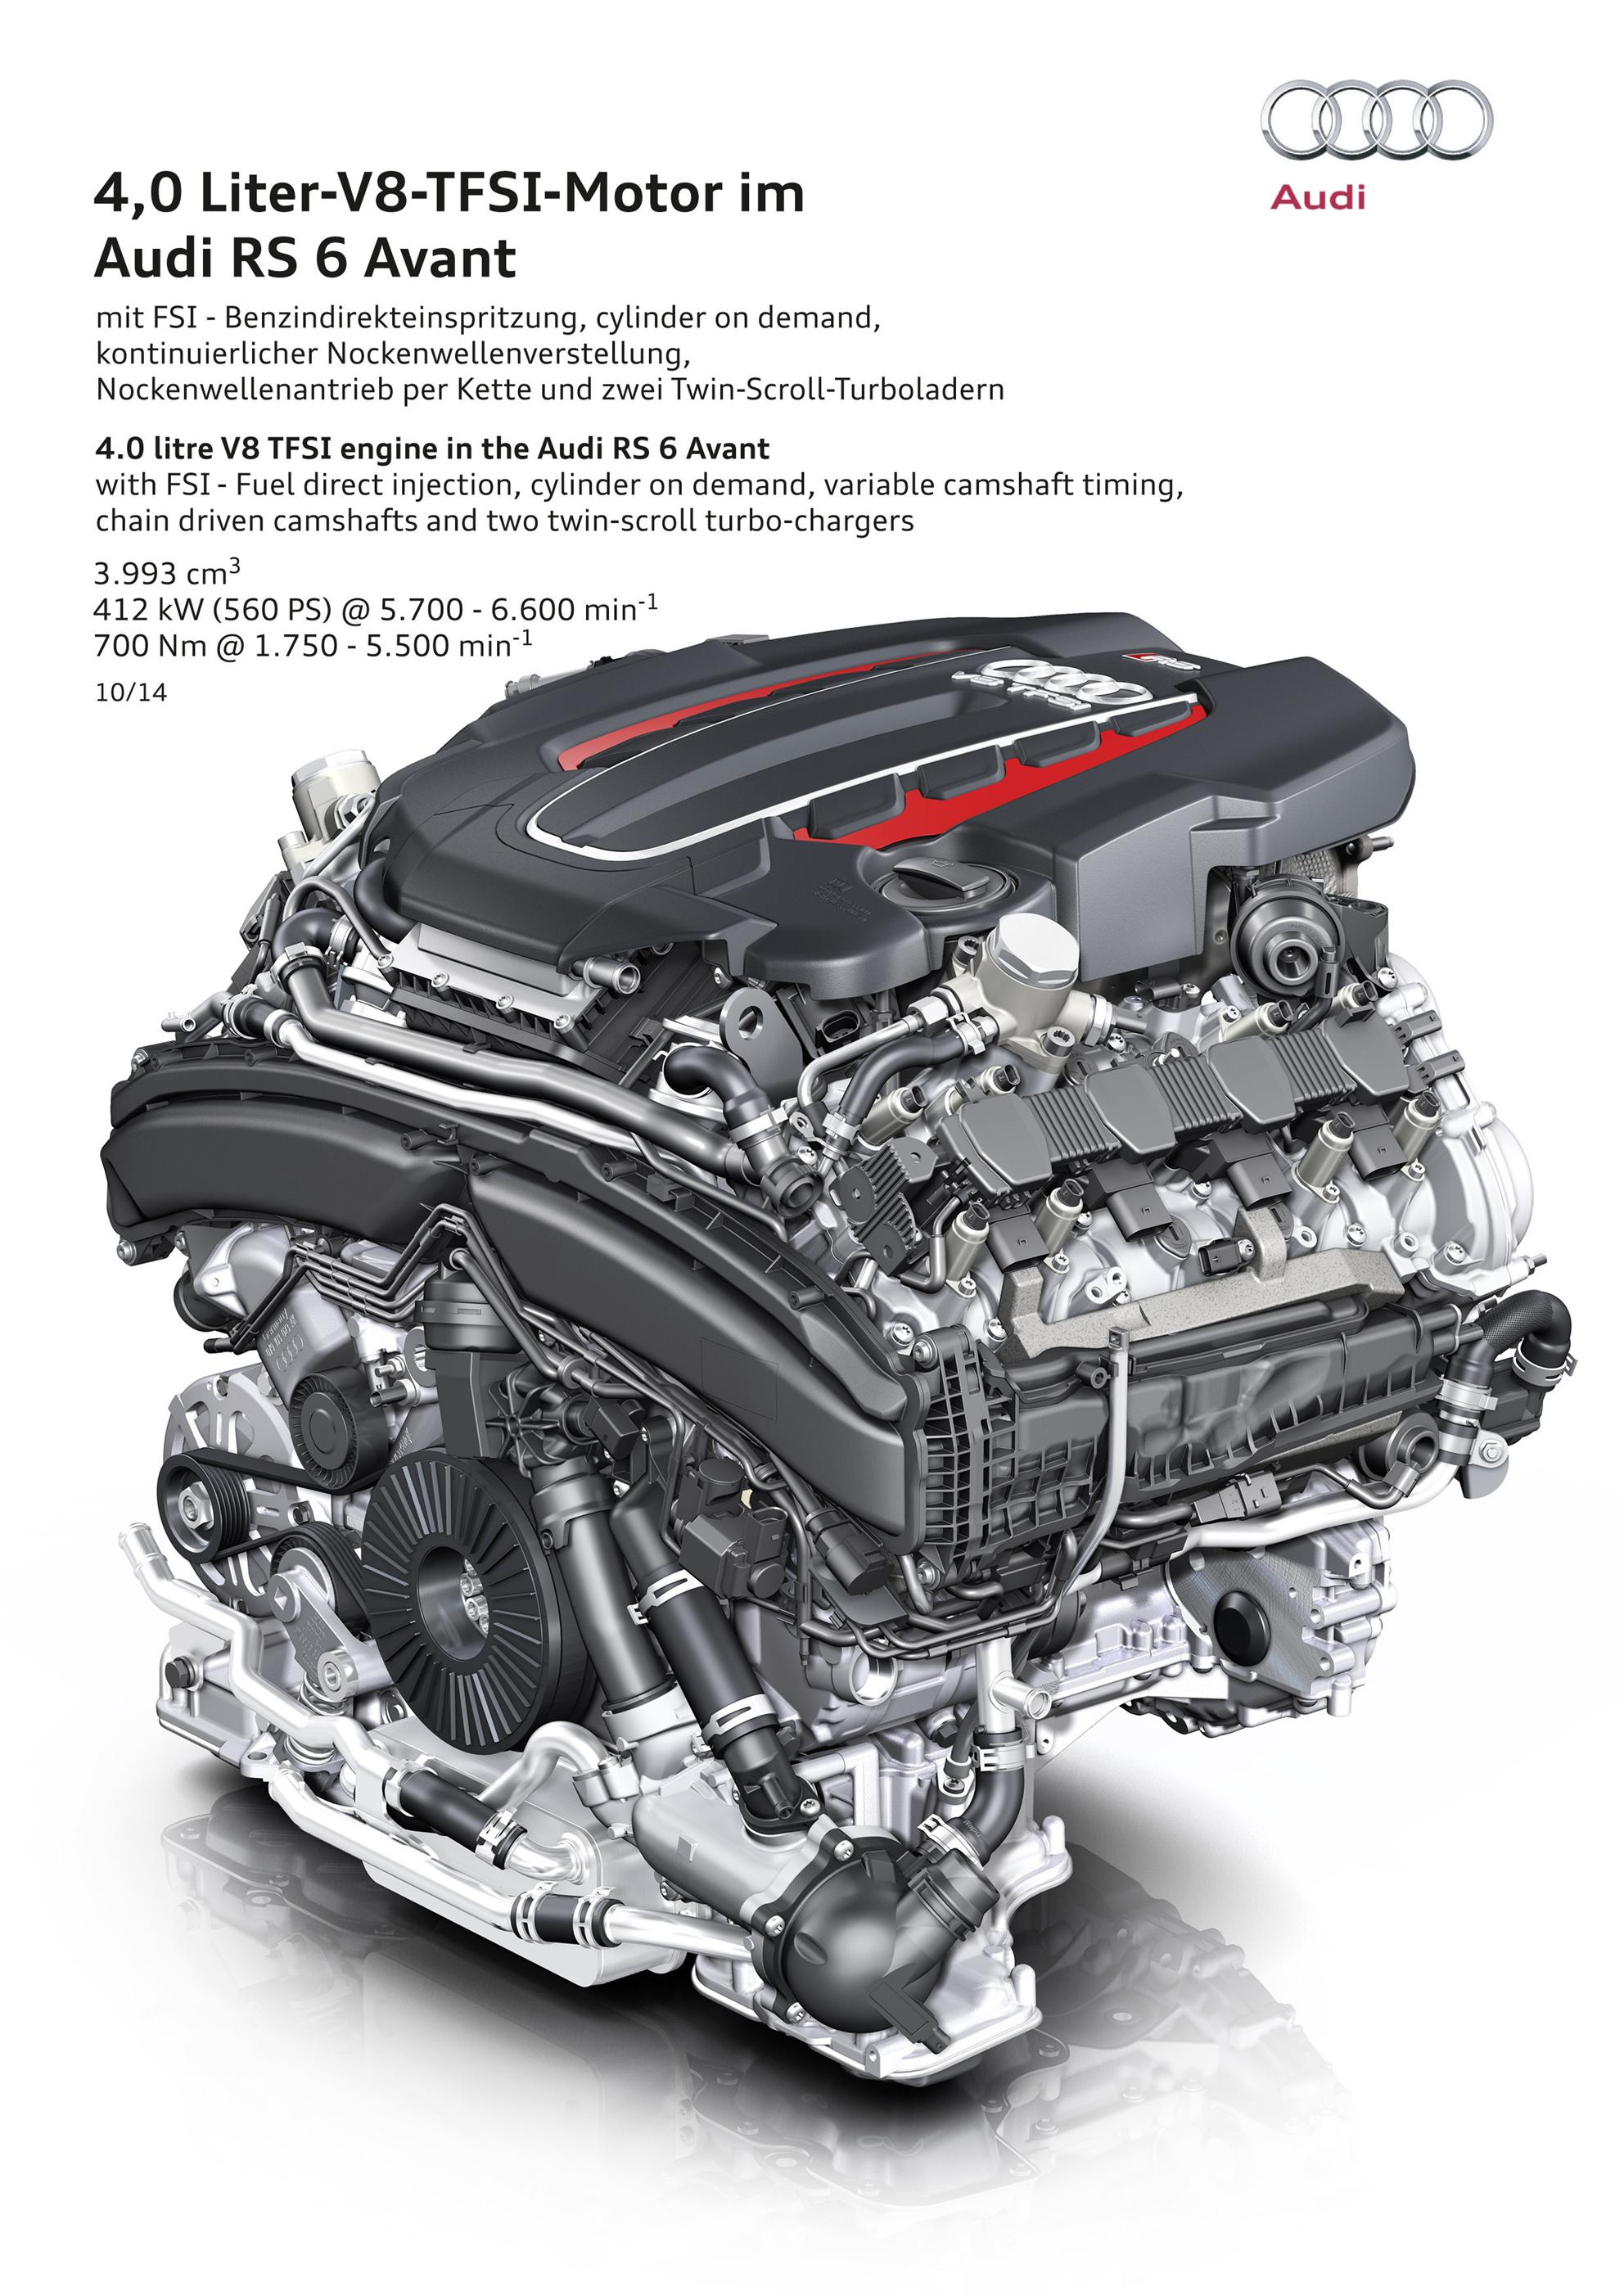 Audi
4,0 Liter-V8-TFSI-Motor im
Audi RS 6 Avant
mit FSI - Benzindirekteinspritzung, cylinder on demand,
kontinuierlicher Nockenwellenverstellung,
Nockenwellenantrieb per Kette und zwei Twin-Scroll-Turboladern
4.0 litre V8 TFSI engine in the Audi RS 6 Avant
with FSI - Fuel direct injection, cylinder on demand, variable camshaft timing,
chain driven camshafts and two twin-scroll turbo-chargers
3.993 cm³
412 kW (560 PS) @ 5.700 - 6.600 min⁻¹
700 Nm @ 1.750 - 5.500 min⁻¹
10/14
V8 TFSI